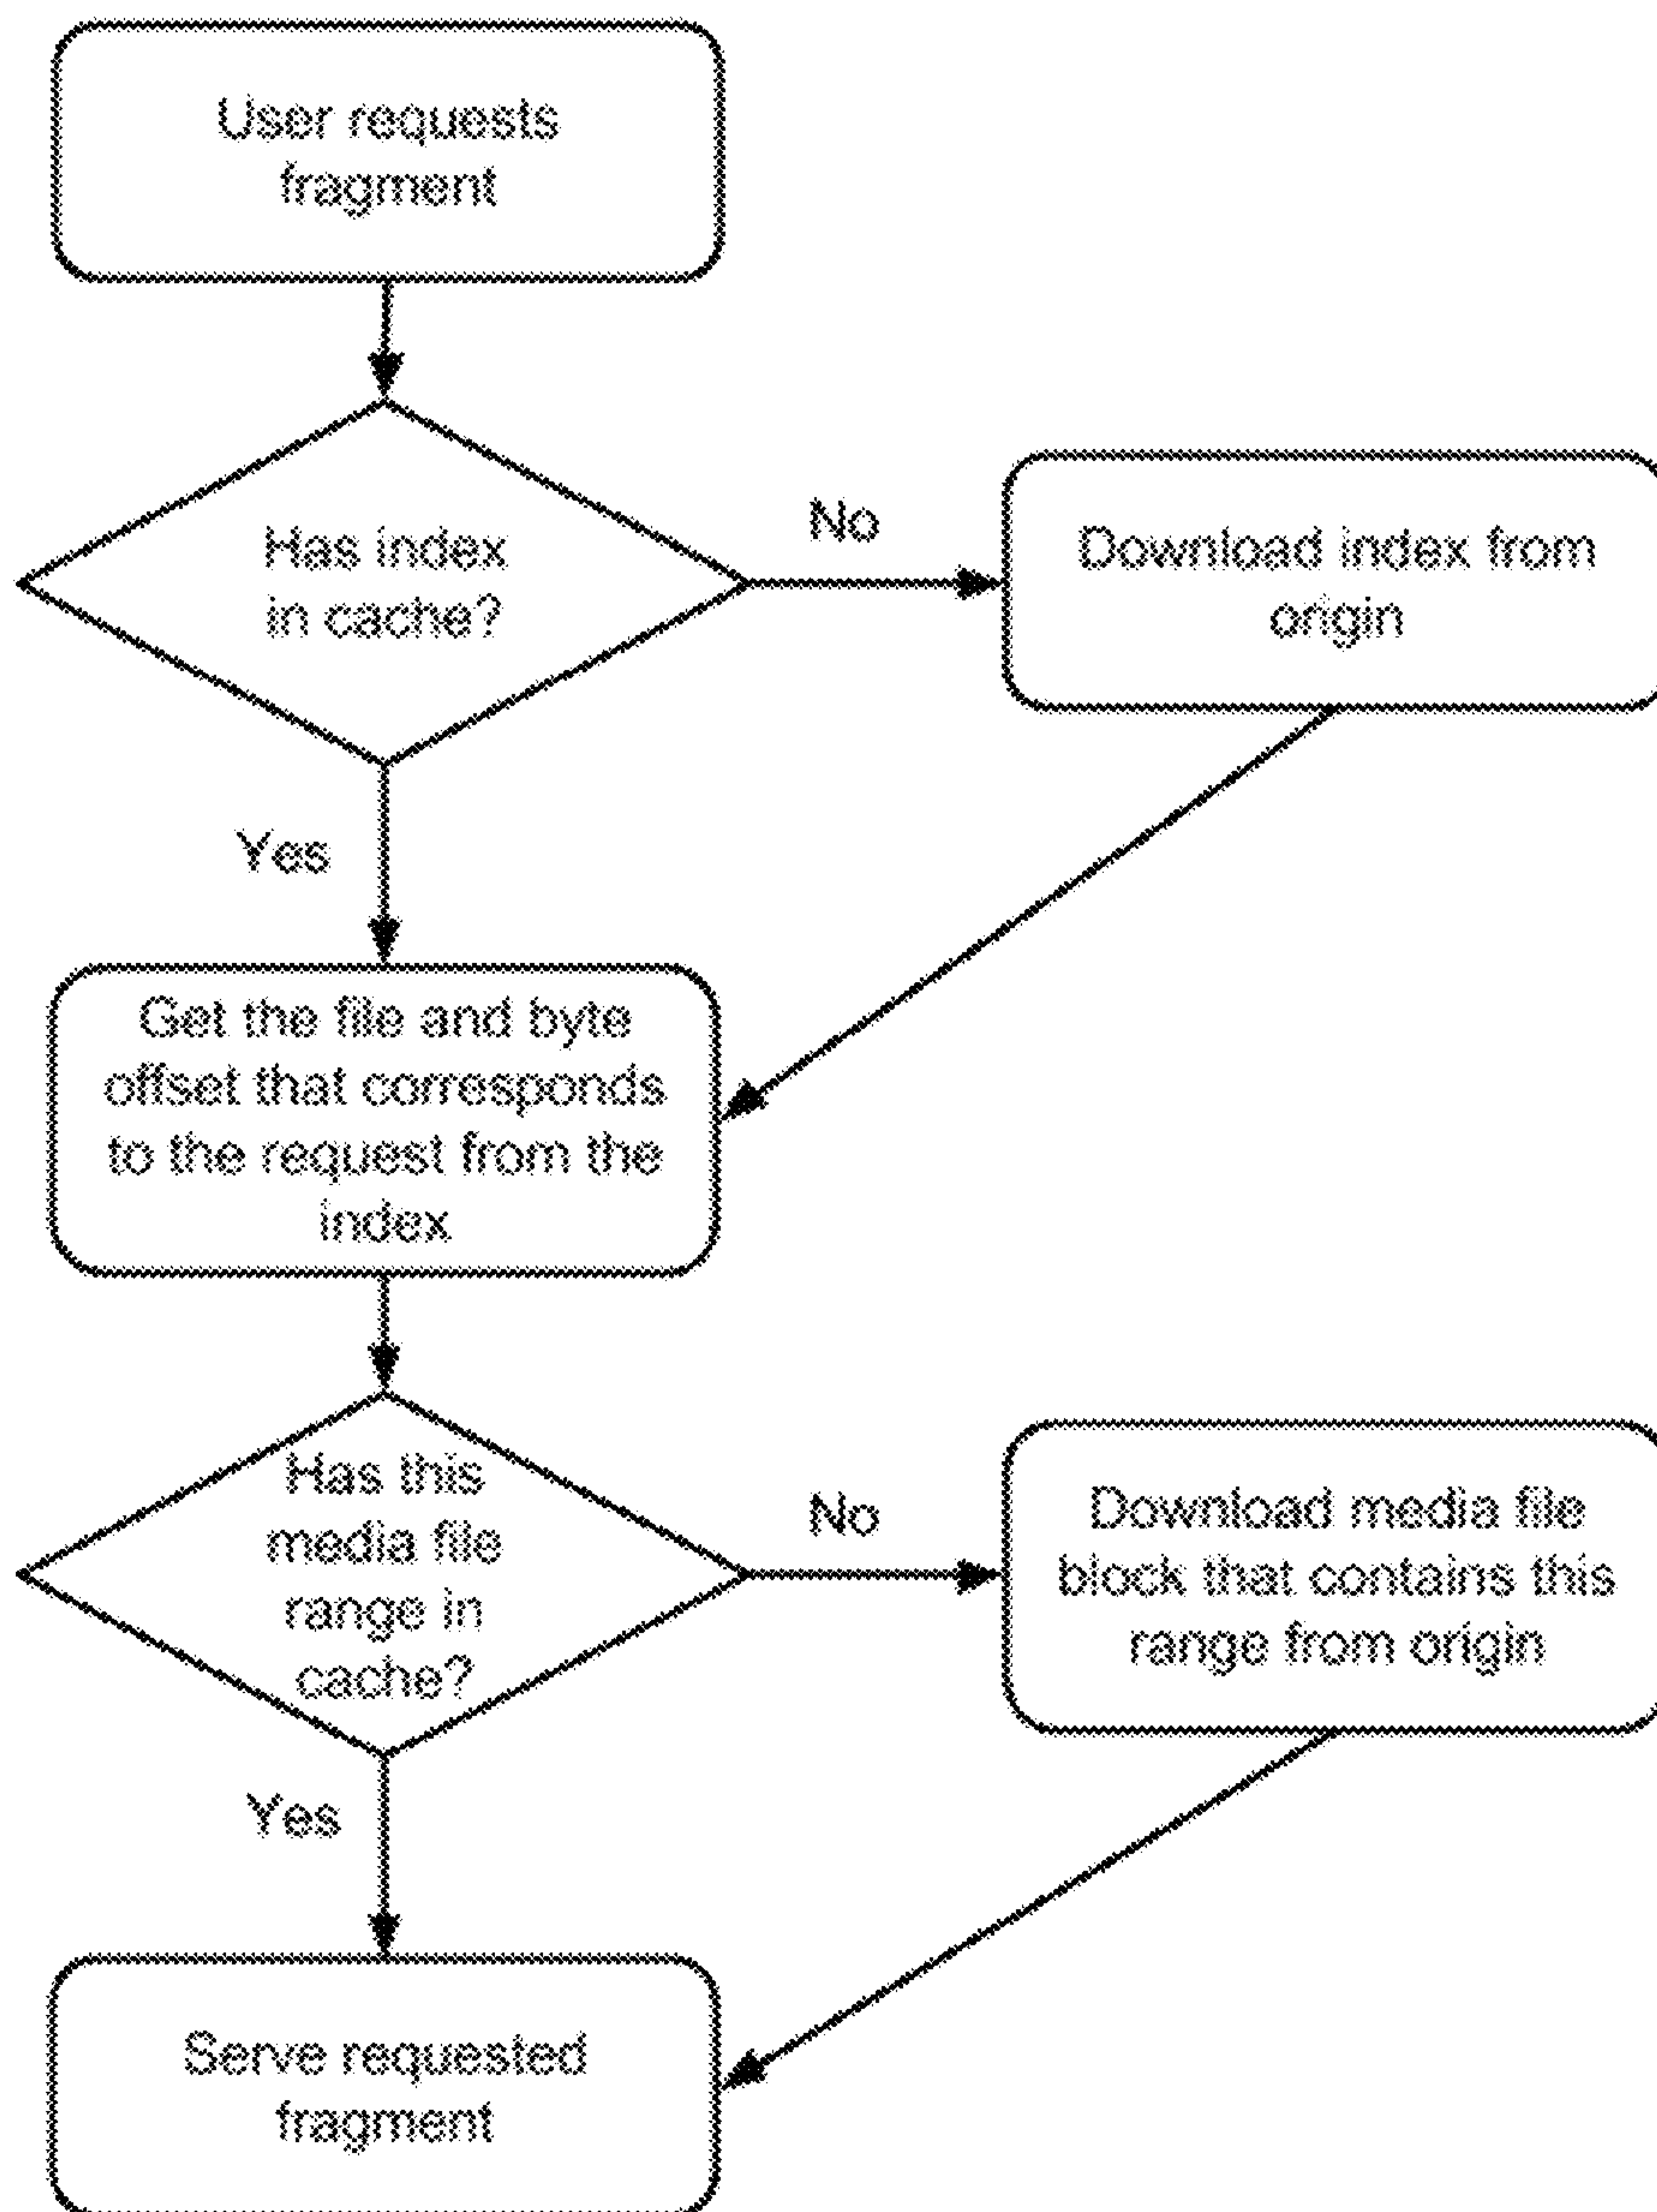 User requests
fragment
Has index
in cache?
No
Download index from
origin
Yes
Get the file and byte
offset that corresponds
to the request from the
index
Has this
media file
range in
cache?
No
Download media file
block that contains this
range from origin
Yes
Serve requested
fragment